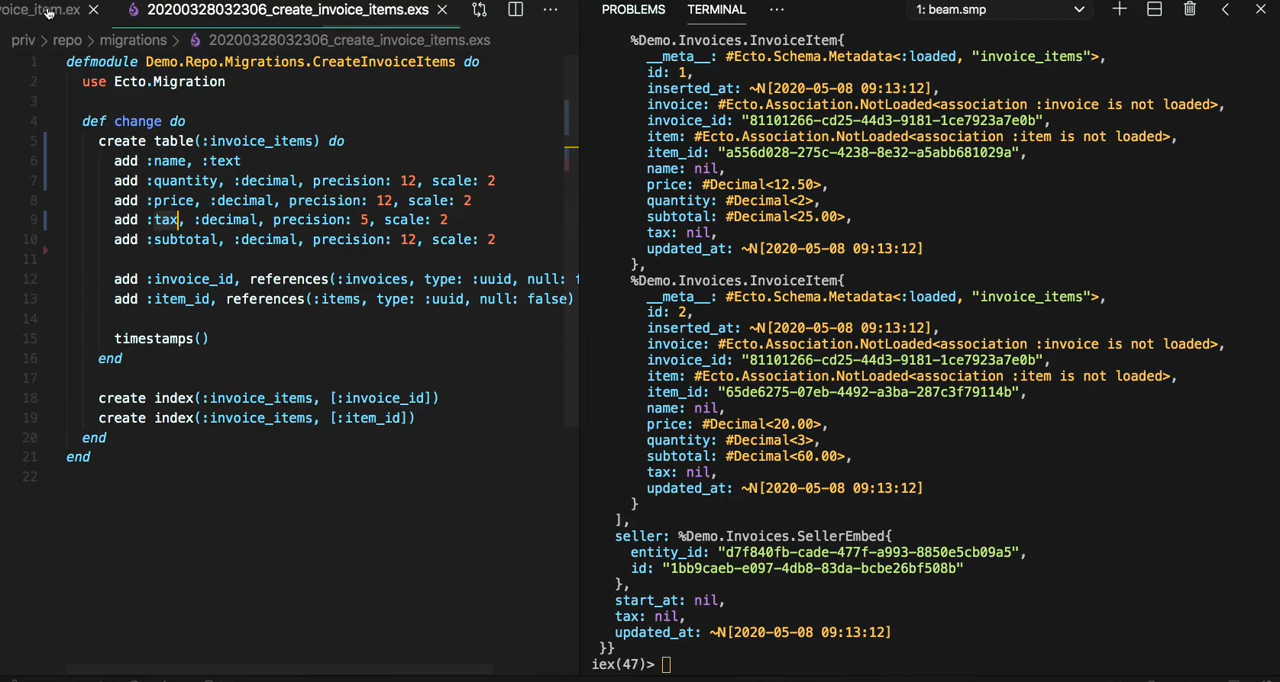 voice_item.ex ×
20200328032306_create_invoice_items.exs ×
priv > repo > migrations > 20200328032306_create_invoice_items.exs
1 defmodule Demo.Repo.Migrations.CreateInvoiceItems do
2 use Ecto.Migration
3
4 def change do
5 create table(:invoice_items) do
6 add :name, :text
7 add :quantity, :decimal, precision: 12, scale: 2
8 add :price, :decimal, precision: 12, scale: 2
9 add :tax, :decimal, precision: 5, scale: 2
10 add :subtotal, :decimal, precision: 12, scale: 2
11
12 add :invoice_id, references(:invoices, type: :uuid, null: f
13 add :item_id, references(:items, type: :uuid, null: false)
14
15 timestamps()
16 end
17
18 create index(:invoice_items, [:invoice_id])
19 create index(:invoice_items, [:item_id])
20 end
21 end
22
PROBLEMS TERMINAL ··· 1: beam.smp
%Demo.Invoices.InvoiceItem{
__meta__: #Ecto.Schema.Metadata<:loaded, "invoice_items">,
id: 1,
inserted_at: ~N[2020-05-08 09:13:12],
invoice: #Ecto.Association.NotLoaded<association :invoice is not loaded>,
invoice_id: "81101266-cd25-44d3-9181-1ce7923a7e0b",
item: #Ecto.Association.NotLoaded<association :item is not loaded>,
item_id: "a556d028-275c-4238-8e32-a5abb681029a",
name: nil,
price: #Decimal<12.50>,
quantity: #Decimal<2>,
subtotal: #Decimal<25.00>,
tax: nil,
updated_at: ~N[2020-05-08 09:13:12]
},
%Demo.Invoices.InvoiceItem{
__meta__: #Ecto.Schema.Metadata<:loaded, "invoice_items">,
id: 2,
inserted_at: ~N[2020-05-08 09:13:12],
invoice: #Ecto.Association.NotLoaded<association :invoice is not loaded>,
invoice_id: "81101266-cd25-44d3-9181-1ce7923a7e0b",
item: #Ecto.Association.NotLoaded<association :item is not loaded>,
item_id: "65de6275-07eb-4492-a3ba-287c3f79114b",
name: nil,
price: #Decimal<20.00>,
quantity: #Decimal<3>,
subtotal: #Decimal<60.00>,
tax: nil,
updated_at: ~N[2020-05-08 09:13:12]
}
],
seller: %Demo.Invoices.SellerEmbed{
entity_id: "d7f840fb-cade-477f-a993-8850e5cb09a5",
id: "1bb9caeb-e097-4db8-83da-bcbe26bf508b"
},
start_at: nil,
tax: nil,
updated_at: ~N[2020-05-08 09:13:12]
}}
iex(47)>